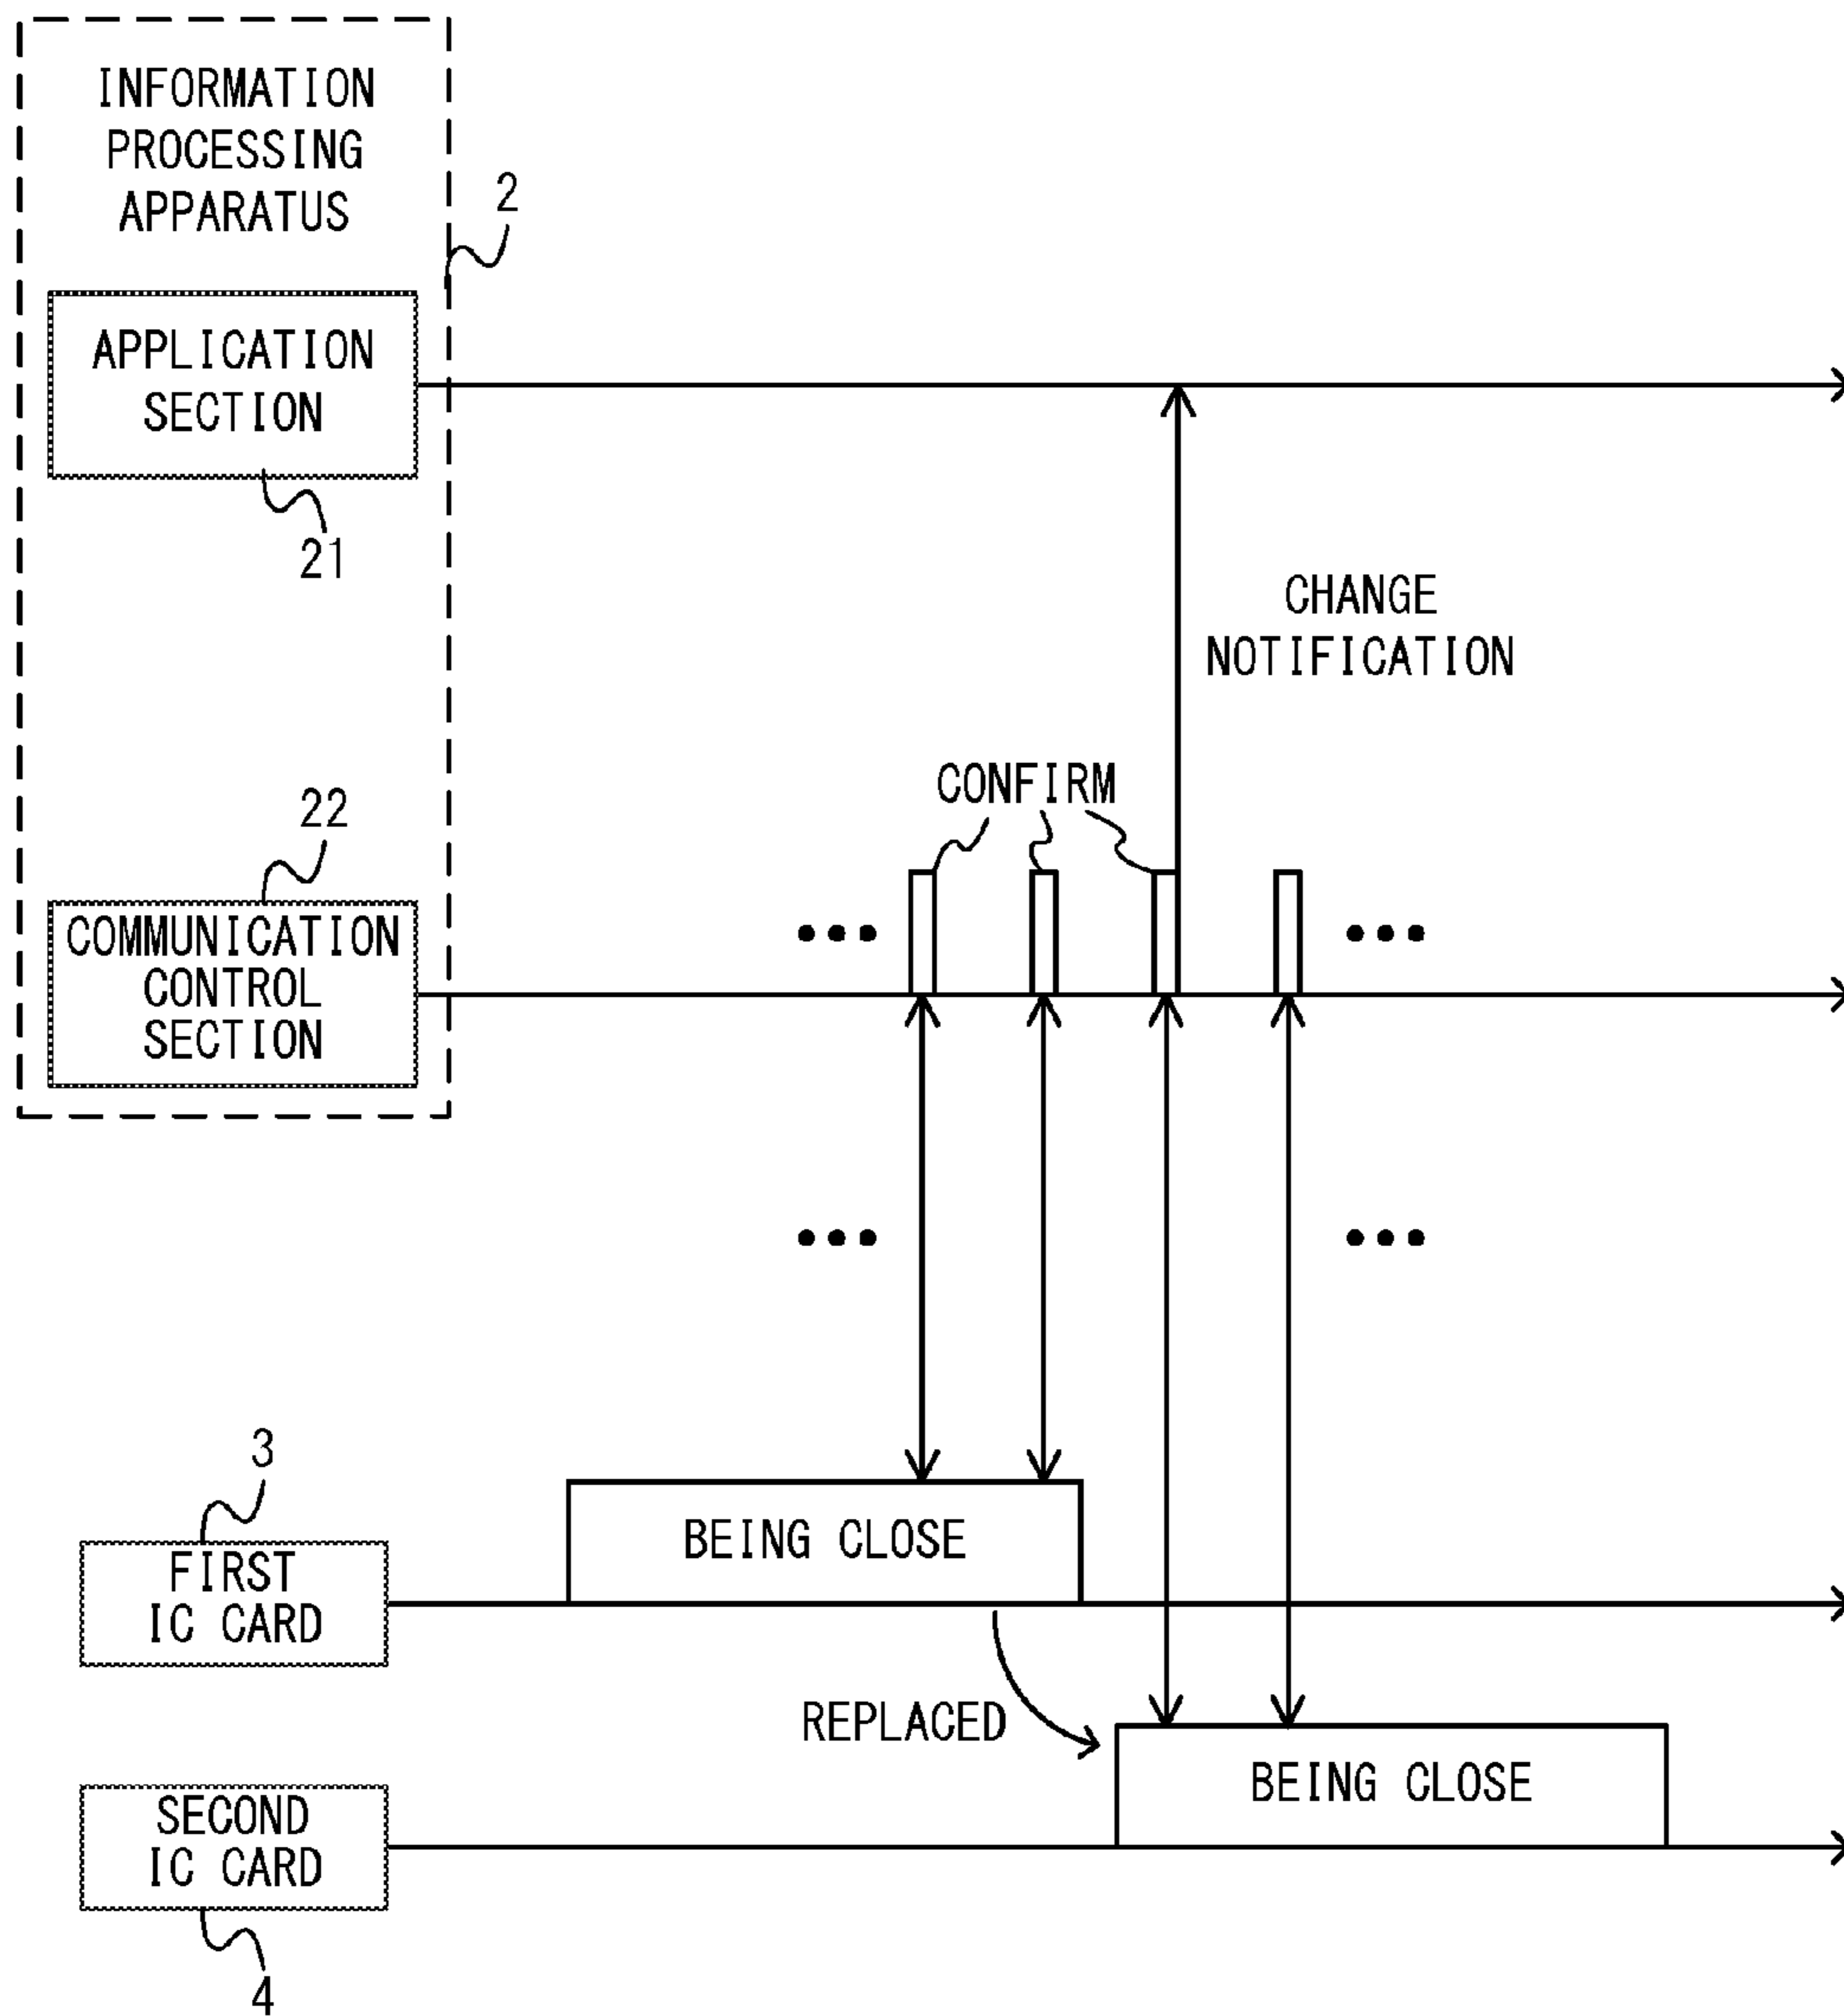 INFORMATION
PROCESSING
APPARATUS
2
APPLICATION
SECTION
21
CHANGE
NOTIFICATION
CONFIRM
22
COMMUNICATION
CONTROL
SECTION
3
BEING CLOSE
FIRST
IC CARD
REPLACED
BEING CLOSE
SECOND
IC CARD
4